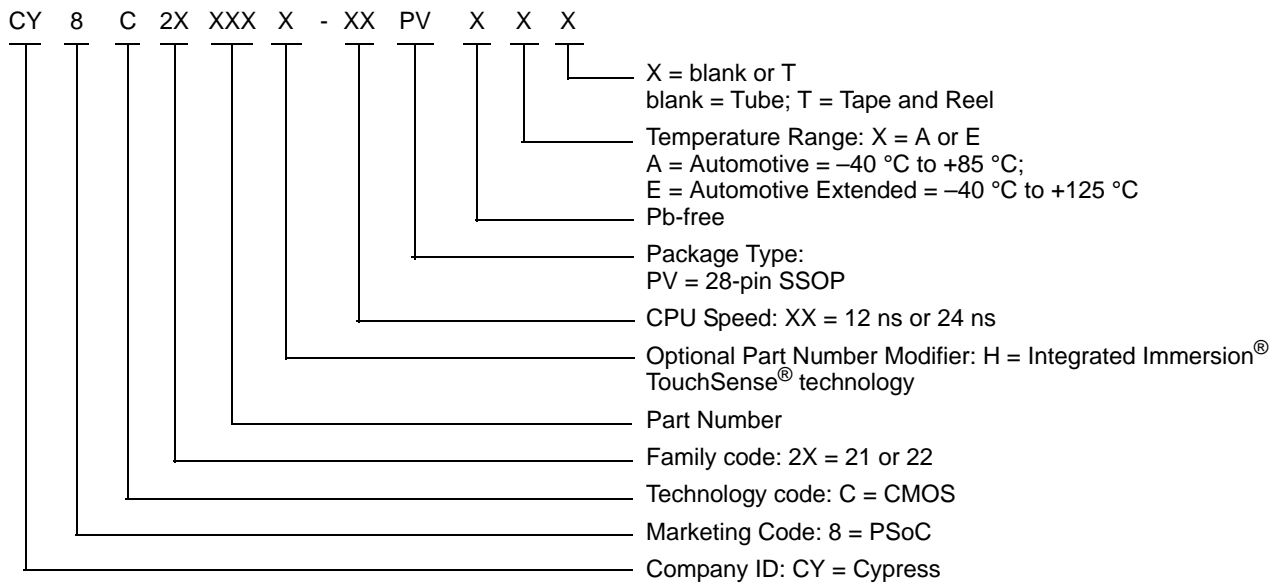 CY 8 C 2X XXX X - XX PV X X X
X = blank or T
blank = Tube; T = Tape and Reel
Temperature Range: X = A or E
A = Automotive = –40 °C to +85 °C;
E = Automotive Extended = –40 °C to +125 °C
Pb-free
Package Type:
PV = 28-pin SSOP
CPU Speed: XX = 12 ns or 24 ns
Optional Part Number Modifier: H = Integrated Immersion®
TouchSense® technology
Part Number
Family code: 2X = 21 or 22
Technology code: C = CMOS
Marketing Code: 8 = PSoC
Company ID: CY = Cypress